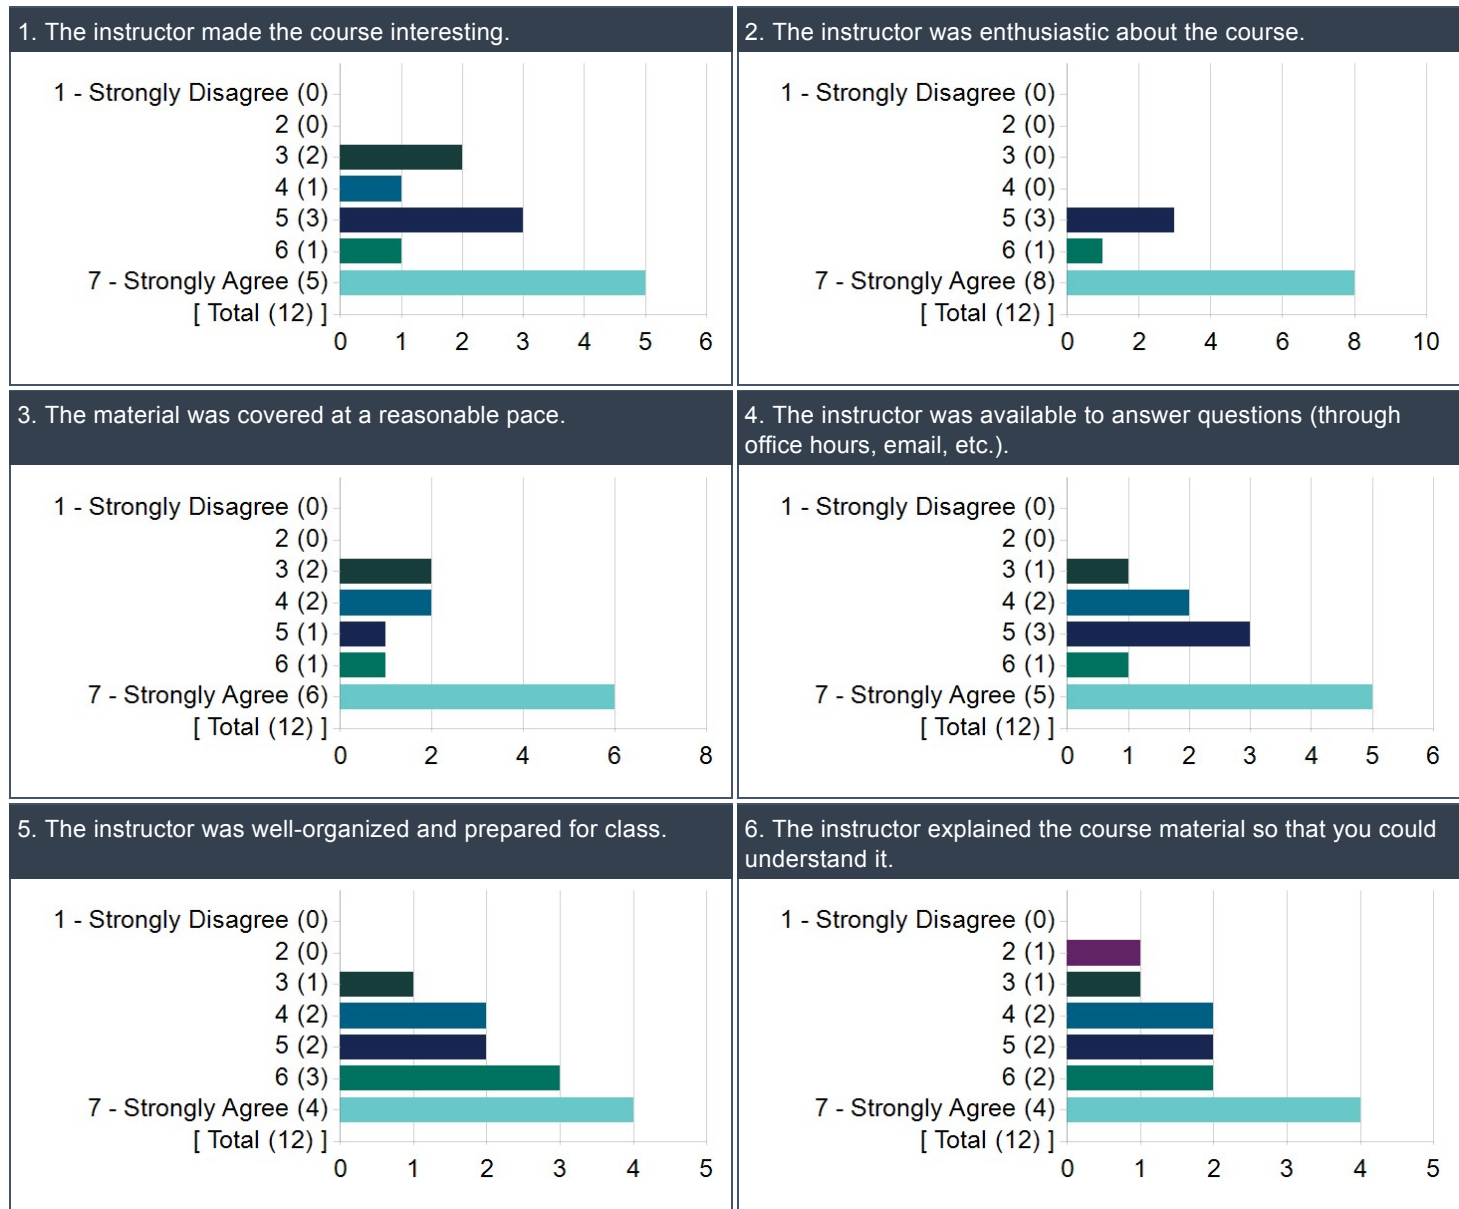 1. The instructor made the course interesting.
1 - Strongly Disagree (0)
2 (0)
3 (2)
4 (1)
5 (3)
6 (1)
7 - Strongly Agree (5)
[ Total (12) ]
0 1 2 3 4 5 6
2. The instructor was enthusiastic about the course.
1 - Strongly Disagree (0)
2 (0)
3 (0)
4 (0)
5 (3)
6 (1)
7 - Strongly Agree (8)
[ Total (12) ]
0 2 4 6 8 10
3. The material was covered at a reasonable pace.
1 - Strongly Disagree (0)
2 (0)
3 (2)
4 (2)
5 (1)
6 (1)
7 - Strongly Agree (6)
[ Total (12) ]
0 2 4 6 8
4. The instructor was available to answer questions (through
office hours, email, etc.).
1 - Strongly Disagree (0)
2 (0)
3 (1)
4 (2)
5 (3)
6 (1)
7 - Strongly Agree (5)
[ Total (12) ]
0 1 2 3 4 5 6
5. The instructor was well-organized and prepared for class.
1 - Strongly Disagree (0)
2 (0)
3 (1)
4 (2)
5 (2)
6 (3)
7 - Strongly Agree (4)
[ Total (12) ]
0 1 2 3 4 5
6. The instructor explained the course material so that you could
understand it.
1 - Strongly Disagree (0)
2 (1)
3 (1)
4 (2)
5 (2)
6 (2)
7 - Strongly Agree (4)
[ Total (12) ]
0 1 2 3 4 5